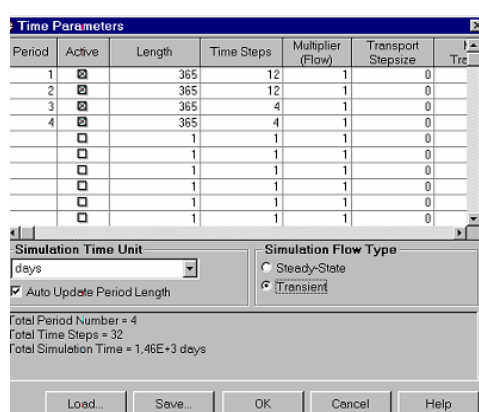 Time Parameters
Period Active Length Time Steps Multiplier (Flow) Transport Stepsize
1 365 12 1 0
2 365 12 1 0
3 365 4 1 0
4 365 4 1 0
1 1 1 0
1 1 1 0
1 1 1 0
1 1 1 0
1 1 1 0
1 1 1 0
Simulation Time Unit Simulation Flow Type
days Steady-State
Auto Update Period Length Transient
Total Period Number = 4
Total Time Steps = 32
Total Simulation Time = 1,46E+3 days
Load... Save... OK Cancel Help